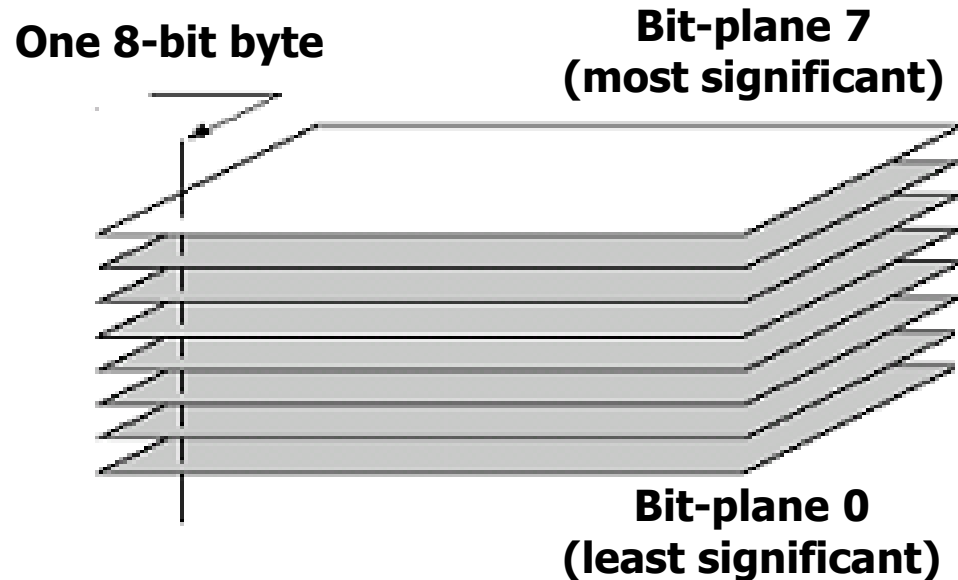 One 8-bit byte
Bit-plane 7
(most significant)
Bit-plane 0
(least significant)